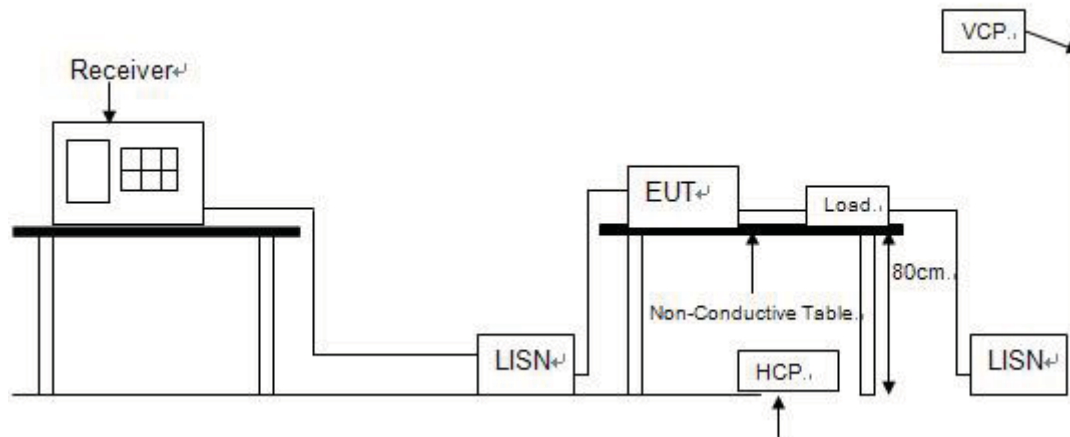 VCP.
Receiver↵
EUT↵
Load.
80cm.
Non-Conductive Table.
LISN↵
HCP.
LISN↵